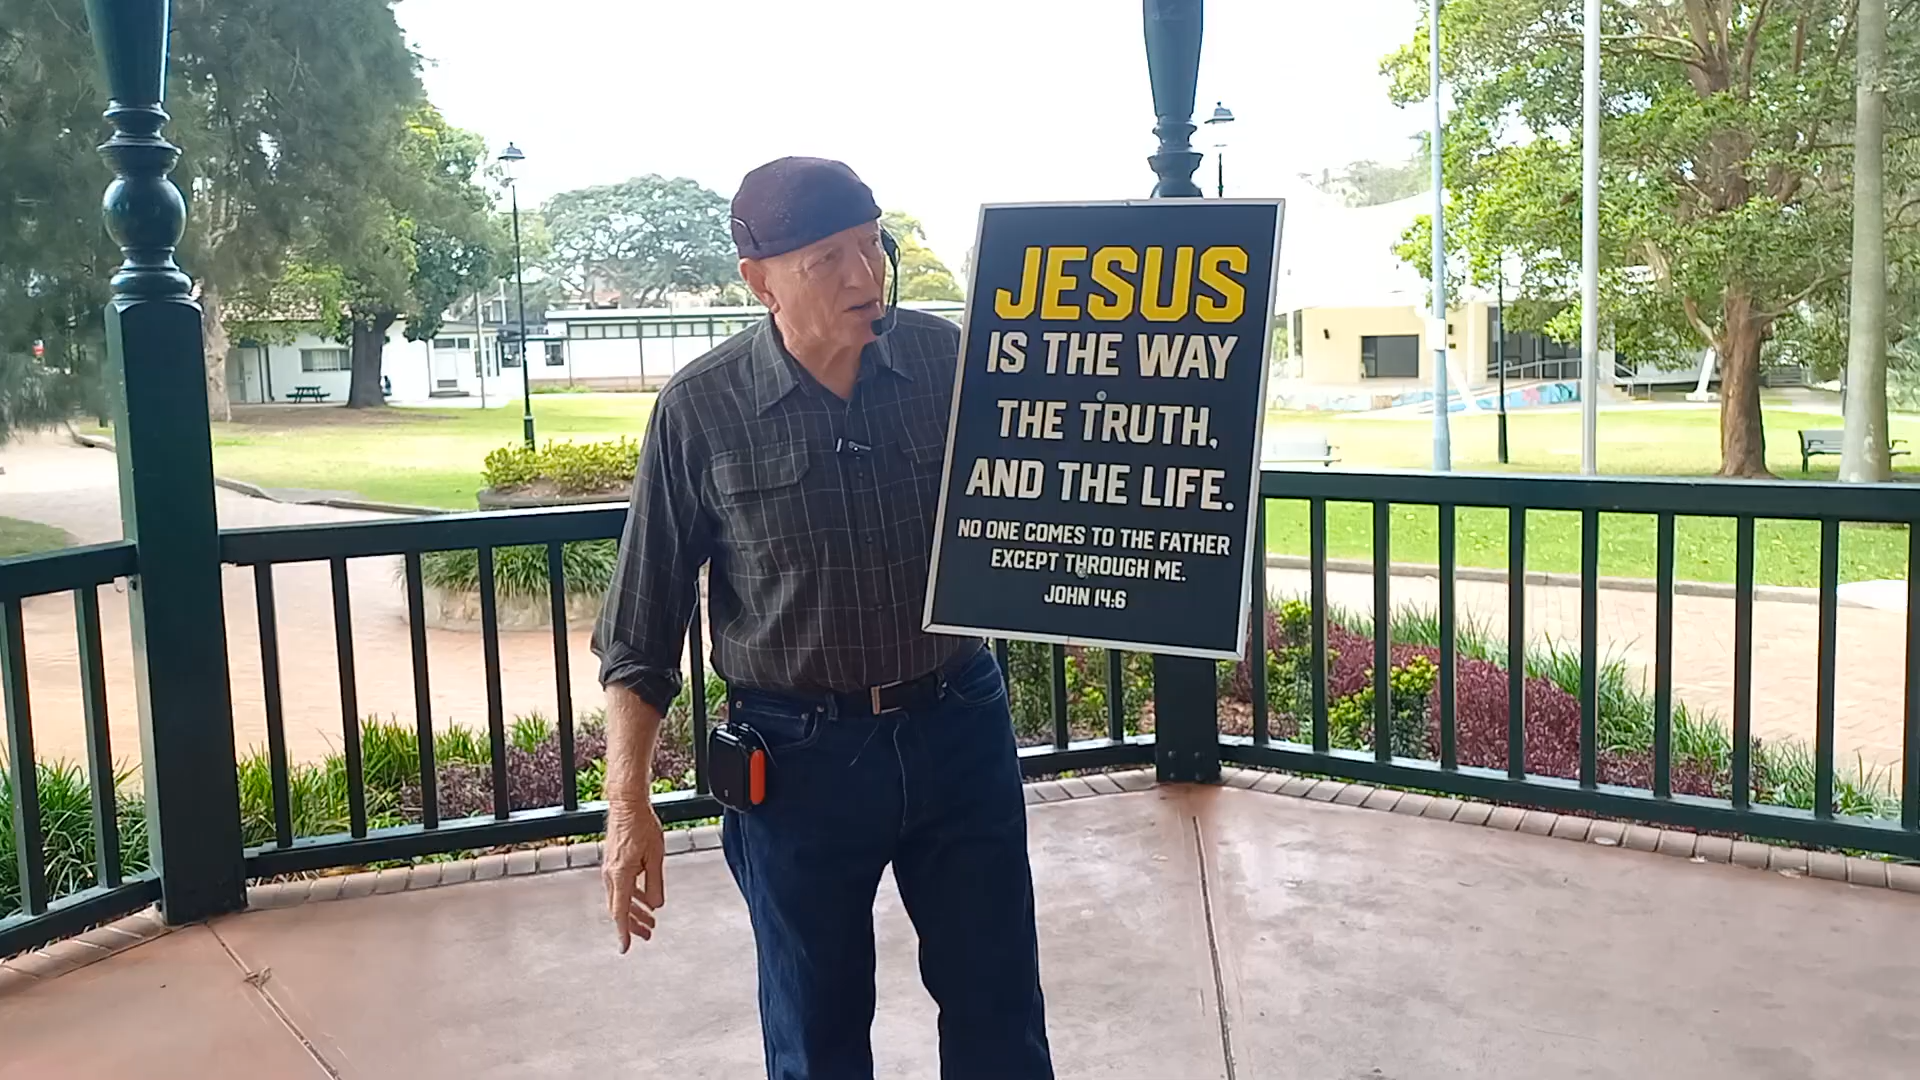 JESUS
IS THE WAY
THE TRUTH,
AND THE LIFE.
NO ONE COMES TO THE FATHER
EXCEPT THROUGH ME.
JOHN 14:6